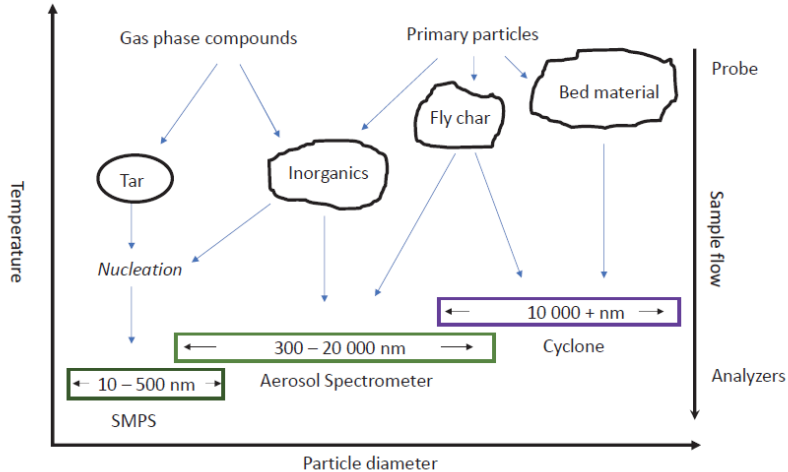 Gas phase compounds
Primary particles
Probe
Bed material
Fly char
Inorganics
Tar
Temperature
Sample flow
Nucleation
10 000 + nm
Cyclone
300 – 20 000 nm
Aerosol Spectrometer
Analyzers
10 – 500 nm
SMPS
Particle diameter